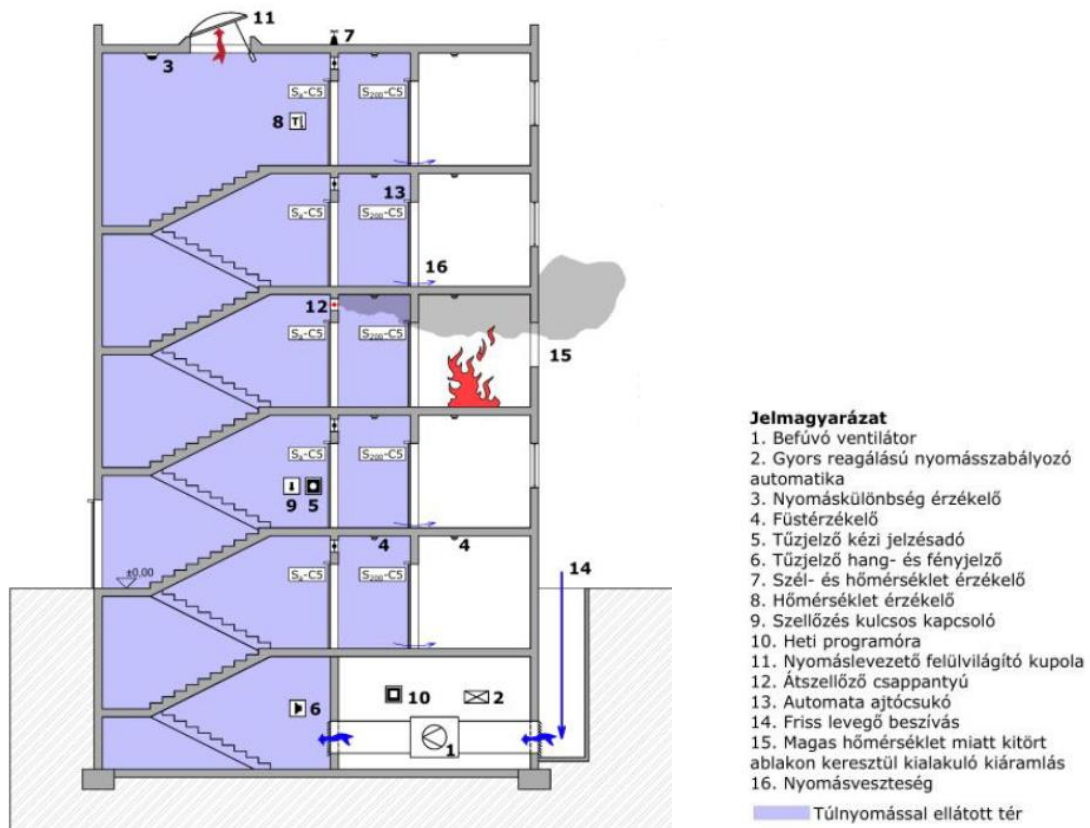 11
7
3
Sₐ-C5
S₂₀₀-C5
8
T
13
Sₐ-C5
S₂₀₀-C5
16
12
Sₐ-C5
S₂₀₀-C5
15
Sₐ-C5
S₂₀₀-C5
9
5
4
4
±0,00
Sₐ-C5
S₂₀₀-C5
14
6
10
2
1
Jelmagyarázat
1. Befúvó ventilátor
2. Gyors reagálású nyomásszabályozó
automatika
3. Nyomáskülönbség érzékelő
4. Füstérzékelő
5. Tűzjelző kézi jelzésadó
6. Tűzjelző hang- és fényjelző
7. Szél- és hőmérséklet érzékelő
8. Hőmérséklet érzékelő
9. Szellőzés kulcsos kapcsoló
10. Heti programóra
11. Nyomáslevezető felülvilágító kupola
12. Átszellőző csappantyú
13. Automata ajtócsukó
14. Friss levegő beszívás
15. Magas hőmérséklet miatt kitört
ablakon keresztül kialakuló kiáramlás
16. Nyomásveszteség
Túlnyomással ellátott tér